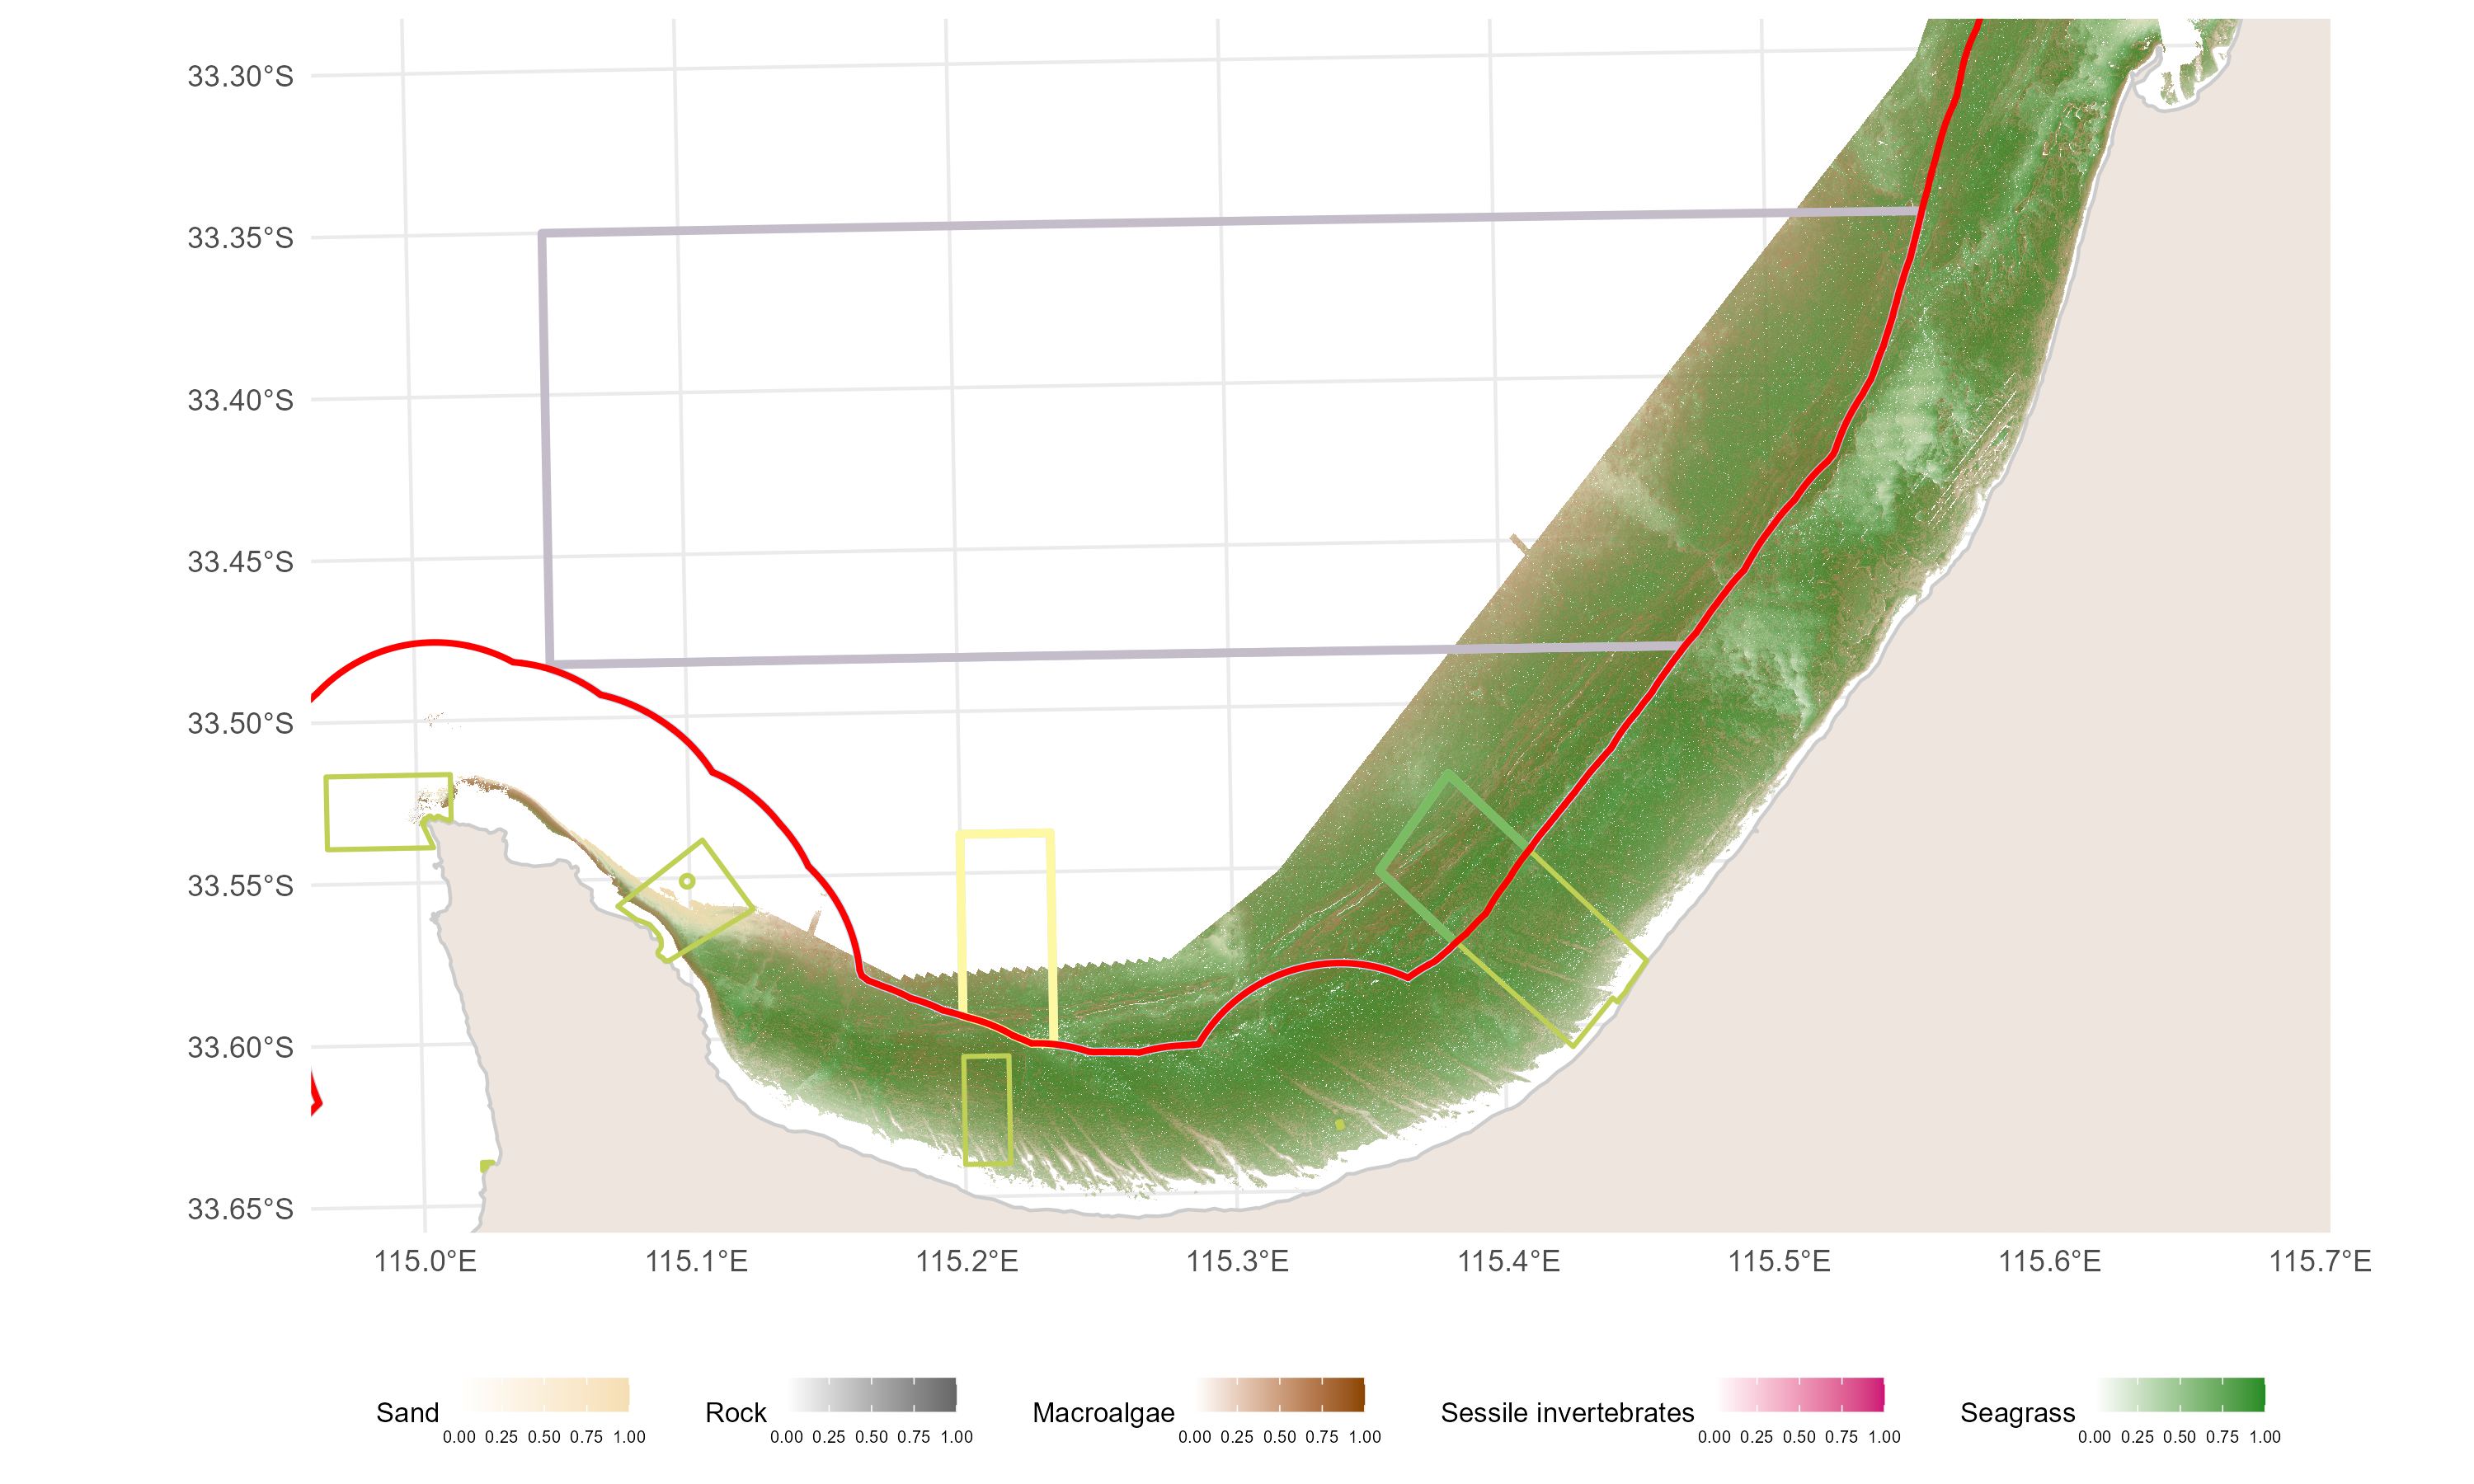 33.30°S
33.35°S
33.40°S
33.45°S
33.50°S
33.55°S
33.60°S
33.65°S
115.0°E 115.1°E 115.2°E 115.3°E 115.4°E 115.5°E 115.6°E 115.7°E
Sand 0.00 0.25 0.50 0.75 1.00
Rock 0.00 0.25 0.50 0.75 1.00
Macroalgae 0.00 0.25 0.50 0.75 1.00
Sessile invertebrates 0.00 0.25 0.50 0.75 1.00
Seagrass 0.00 0.25 0.50 0.75 1.00